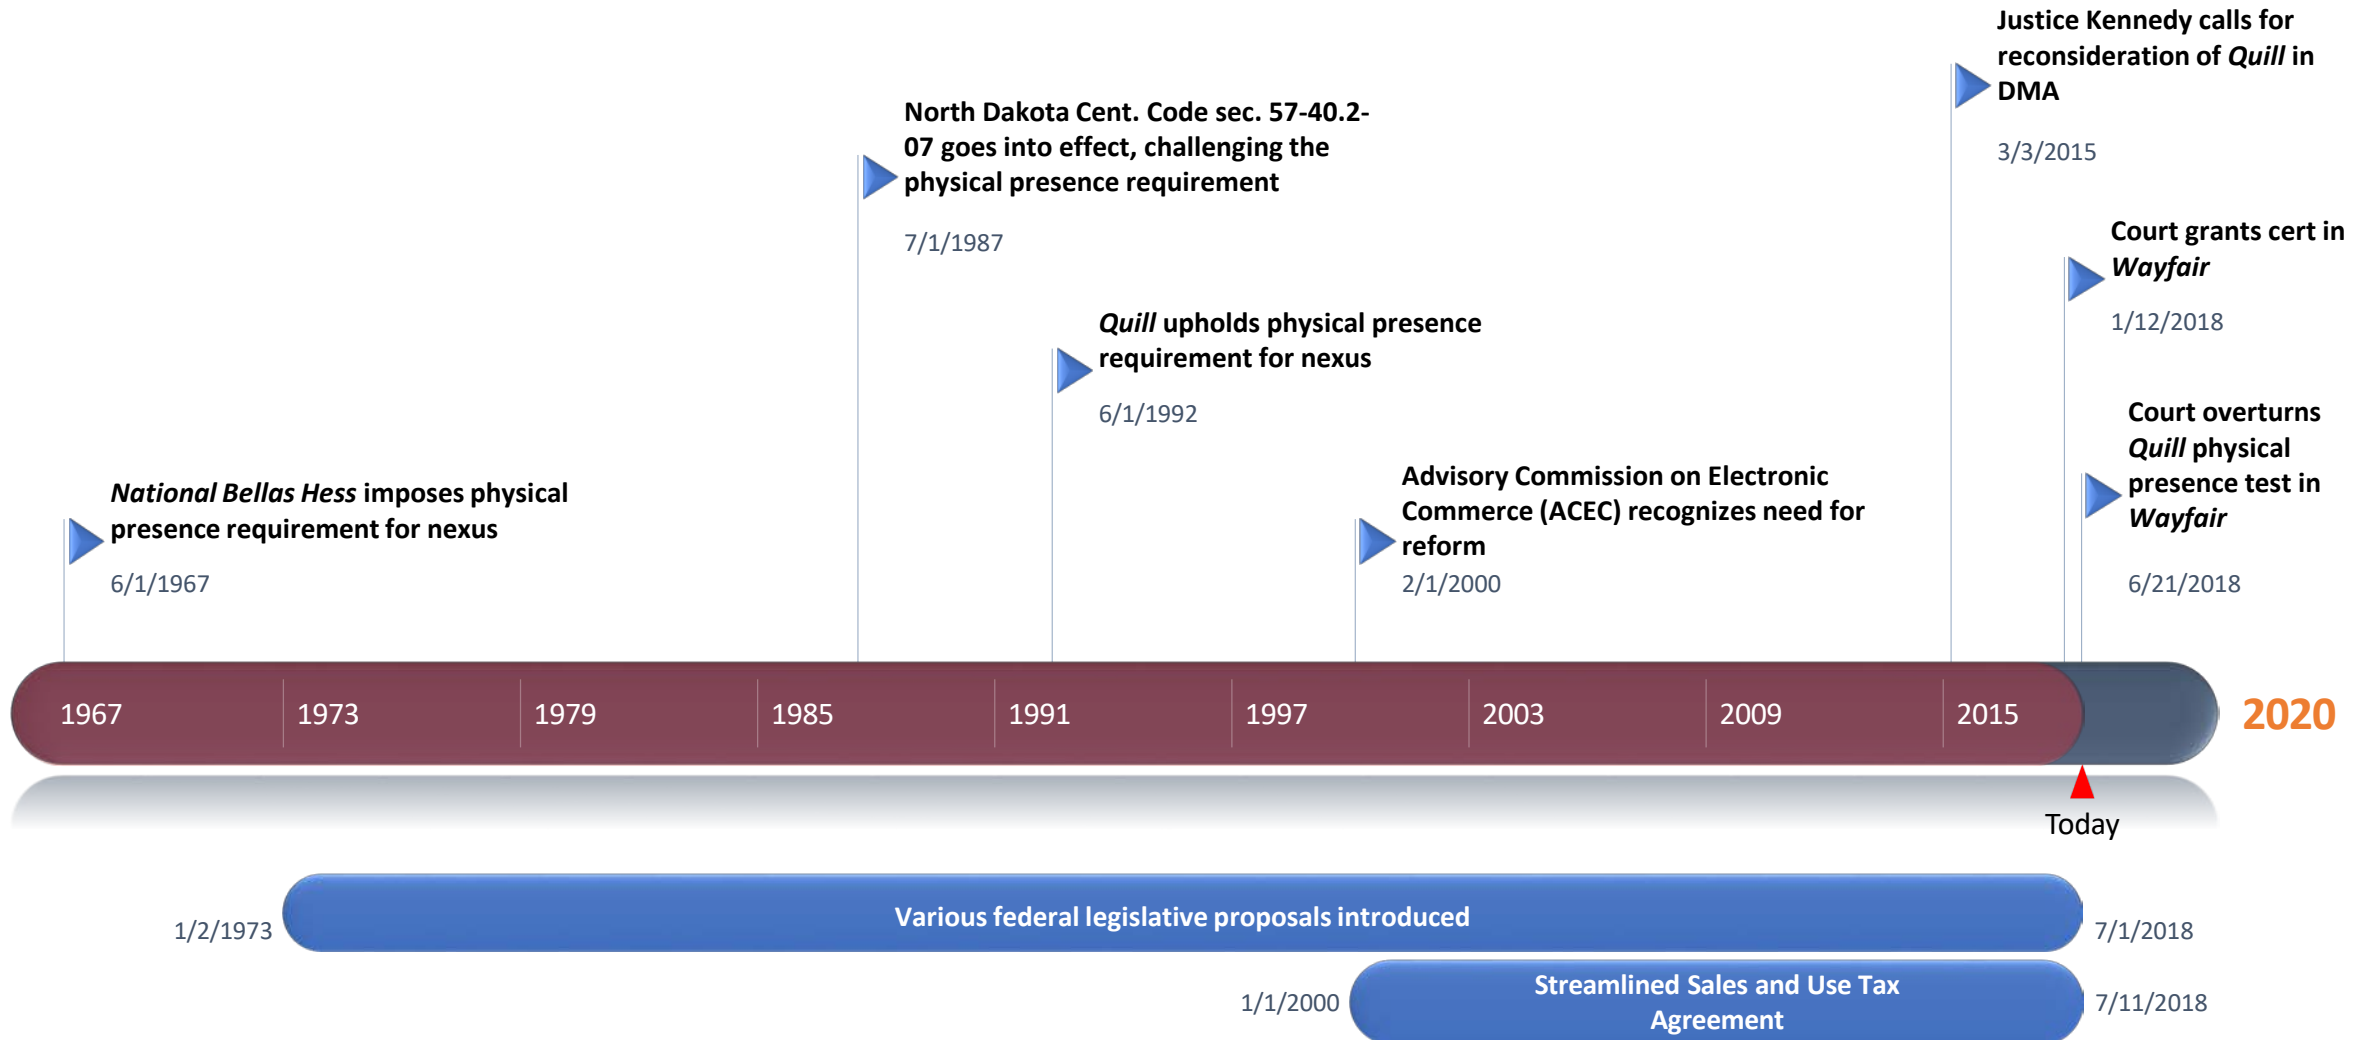 Justice Kennedy calls for
reconsideration of Quill in
DMA
3/3/2015
North Dakota Cent. Code sec. 57-40.2-
07 goes into effect, challenging the
physical presence requirement
7/1/1987
Court grants cert in
Wayfair
1/12/2018
Quill upholds physical presence
requirement for nexus
6/1/1992
Court overturns
Quill physical
presence test in
Wayfair
6/21/2018
National Bellas Hess imposes physical
presence requirement for nexus
6/1/1967
Advisory Commission on Electronic
Commerce (ACEC) recognizes need for
reform
2/1/2000
1967 1973 1979 1985 1991 1997 2003 2009 2015 2020
Today
1/2/1973 Various federal legislative proposals introduced 7/1/2018
1/1/2000 Streamlined Sales and Use Tax
Agreement 7/11/2018